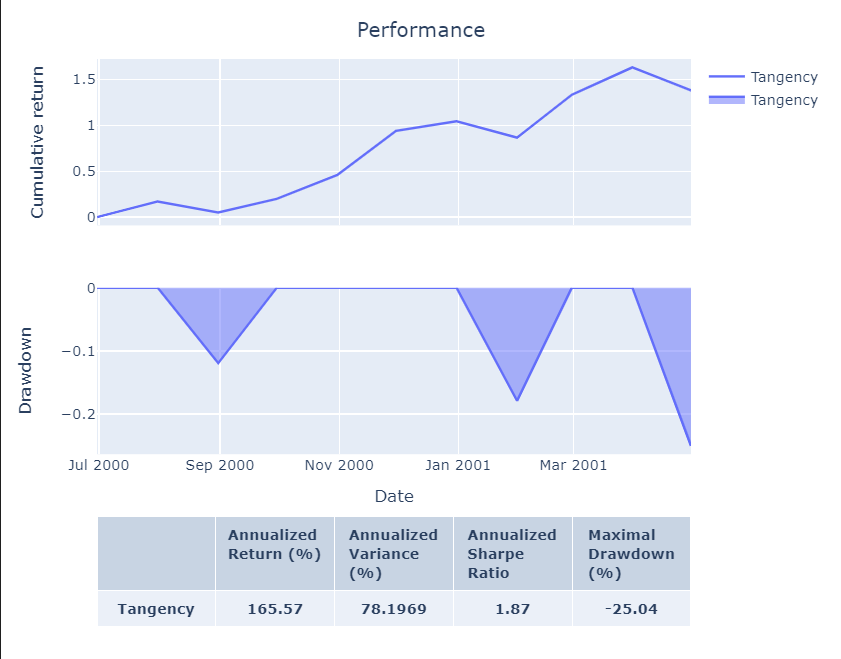 Performance
1.5
1
0.5
0
Cumulative return
Tangency
Tangency
0
−0.1
−0.2
Drawdown
Jul 2000 Sep 2000 Nov 2000 Jan 2001 Mar 2001
Date
Annualized Return (%) Annualized Variance (%) Annualized Sharpe Ratio Maximal Drawdown (%)
Tangency 165.57 78.1969 1.87 -25.04